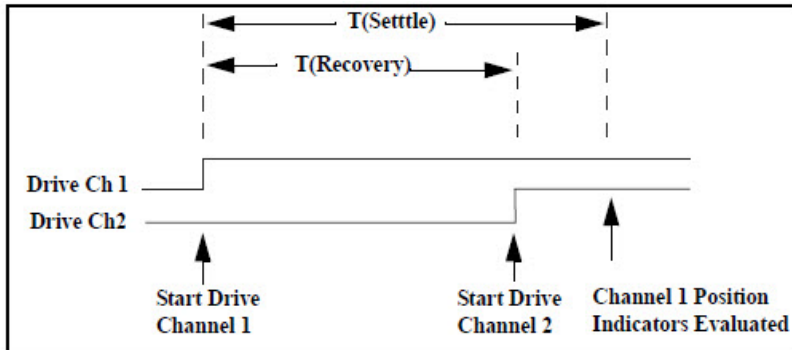 T(Setttle)
T(Recovery)
Drive Ch 1
Drive Ch2
Start Drive
Channel 1
Start Drive
Channel 2
Channel 1 Position
Indicators Evaluated